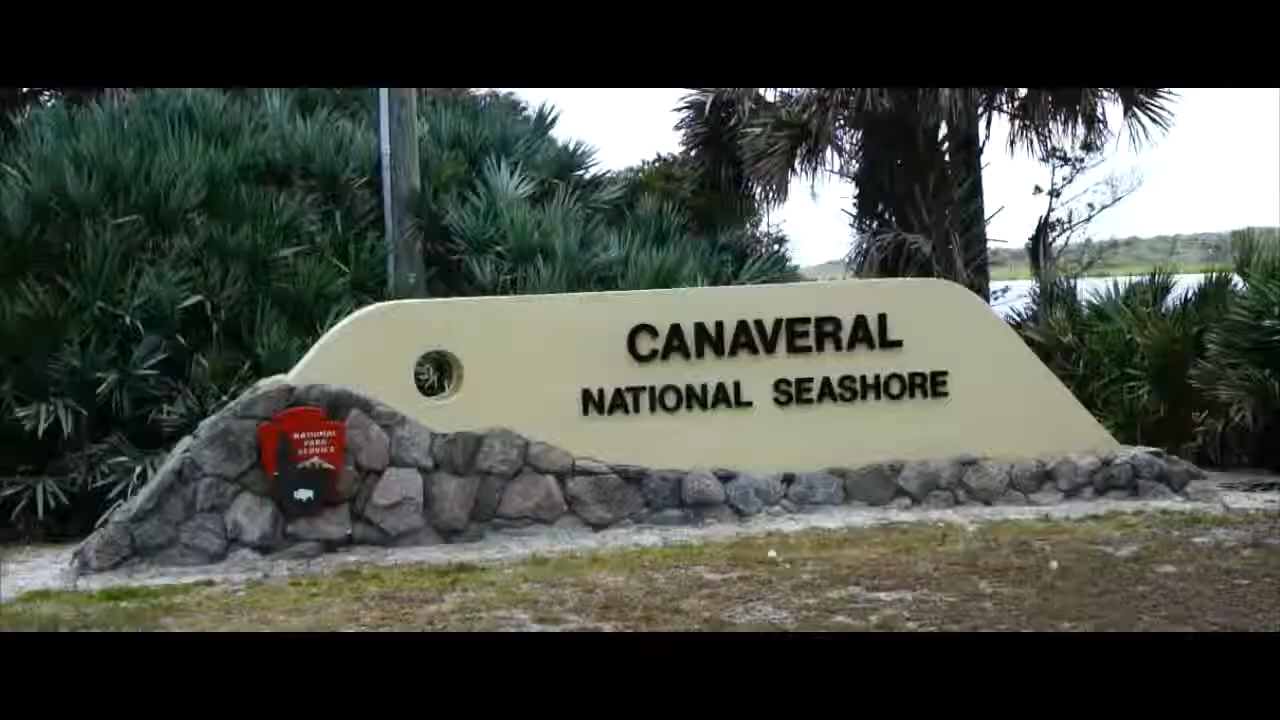 CANAVERAL
NATIONAL SEASHORE
NATIONAL
PARK
SERVICE